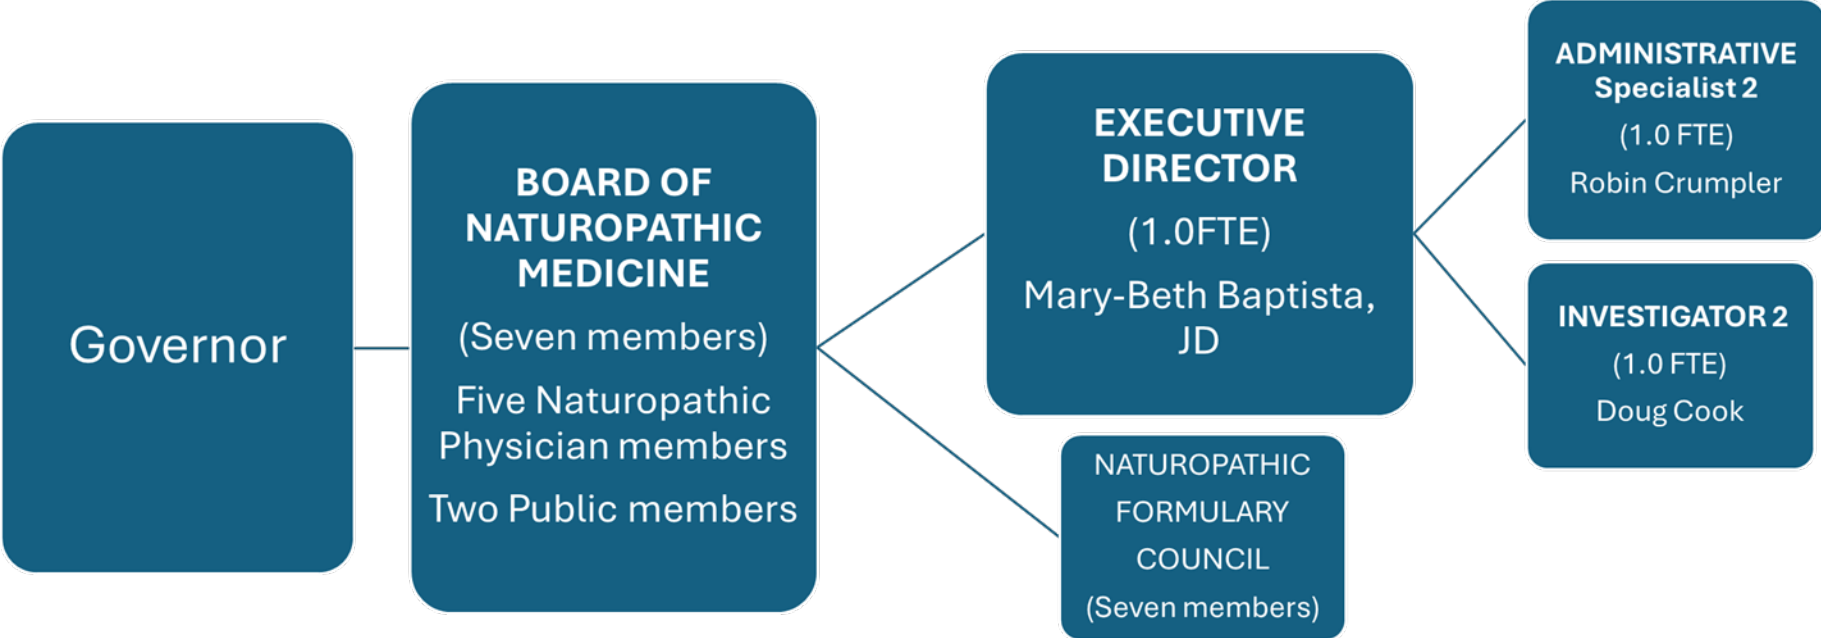 Governor
BOARD OF
NATUROPATHIC
MEDICINE
(Seven members)
Five Naturopathic
Physician members
Two Public members
EXECUTIVE
DIRECTOR
(1.0FTE)
Mary-Beth Baptista,
JD
NATUROPATHIC
FORMULARY
COUNCIL
(Seven members)
ADMINISTRATIVE
Specialist 2
(1.0 FTE)
Robin Crumpler
INVESTIGATOR 2
(1.0 FTE)
Doug Cook